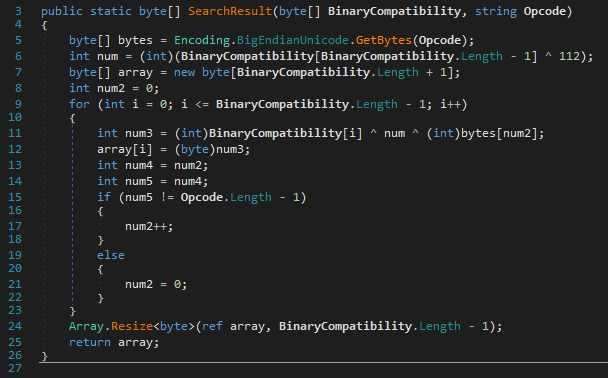 3 public static byte[] SearchResult(byte[] BinaryCompatibility, string Opcode)
4 {
5 byte[] bytes = Encoding.BigEndianUnicode.GetBytes(Opcode);
6 int num = (int)(BinaryCompatibility[BinaryCompatibility.Length - 1] ^ 112);
7 byte[] array = new byte[BinaryCompatibility.Length + 1];
8 int num2 = 0;
9 for (int i = 0; i <= BinaryCompatibility.Length - 1; i++)
10 {
11 int num3 = (int)BinaryCompatibility[i] ^ num ^ (int)bytes[num2];
12 array[i] = (byte)num3;
13 int num4 = num2;
14 int num5 = num4;
15 if (num5 != Opcode.Length - 1)
16 {
17 num2++;
18 }
19 else
20 {
21 num2 = 0;
22 }
23 }
24 Array.Resize<byte>(ref array, BinaryCompatibility.Length - 1);
25 return array;
26 }
27